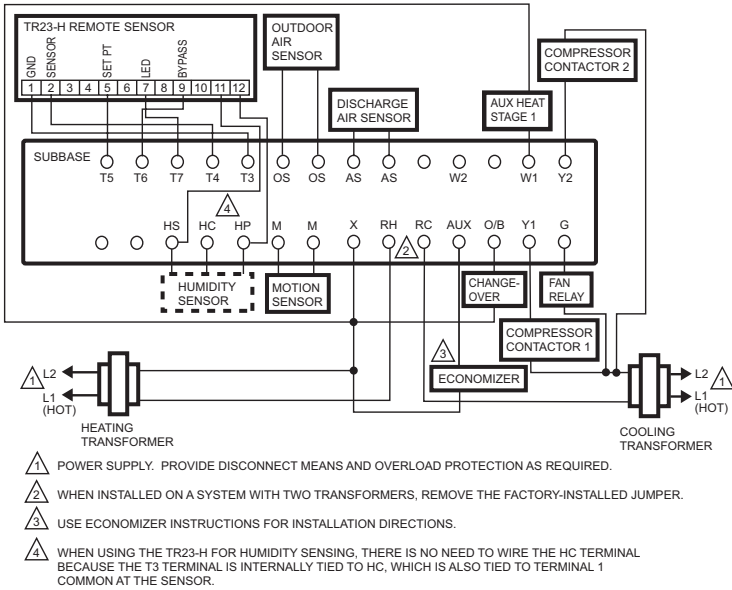 TR23-H REMOTE SENSOR
GND
SENSOR
SET PT
LED
BYPASS
1 2 3 4 5 6 7 8 9 10 11 12
OUTDOOR
AIR
SENSOR
DISCHARGE
AIR SENSOR
AUX HEAT
STAGE 1
COMPRESSOR
CONTACTOR 2
SUBBASE
T5 T6 T7 T4 T3 OS OS AS AS W2 W1 Y2
4
HS HC HP M M X RH RC AUX O/B Y1 G
2
HUMIDITY
SENSOR
MOTION
SENSOR
CHANGE-
OVER
FAN
RELAY
COMPRESSOR
CONTACTOR 1
3
ECONOMIZER
1
L2
L1
(HOT)
HEATING
TRANSFORMER
L2
1
L1
(HOT)
COOLING
TRANSFORMER
1 POWER SUPPLY. PROVIDE DISCONNECT MEANS AND OVERLOAD PROTECTION AS REQUIRED.
2 WHEN INSTALLED ON A SYSTEM WITH TWO TRANSFORMERS, REMOVE THE FACTORY-INSTALLED JUMPER.
3 USE ECONOMIZER INSTRUCTIONS FOR INSTALLATION DIRECTIONS.
4 WHEN USING THE TR23-H FOR HUMIDITY SENSING, THERE IS NO NEED TO WIRE THE HC TERMINAL
BECAUSE THE T3 TERMINAL IS INTERNALLY TIED TO HC, WHICH IS ALSO TIED TO TERMINAL 1
COMMON AT THE SENSOR.